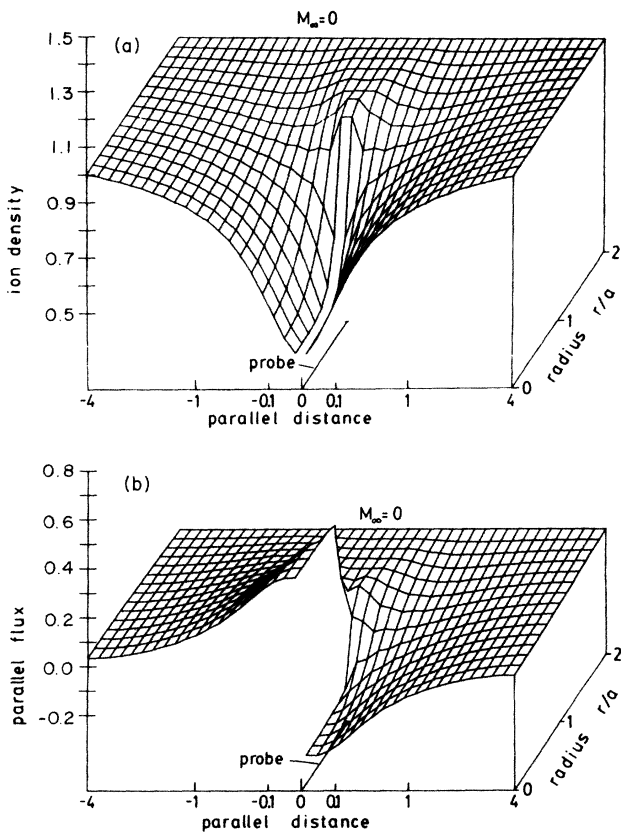 M∞=0
(a)
1.5
1.3
1.1
0.9
0.7
0.5
ion density
probe
-4 -1 -0.1 0 0.1 1 4
parallel distance
0 1 2
radius r/a
(b)
M∞=0
0.8
0.6
0.4
0.2
0.0
-0.2
parallel flux
probe
-4 -1 -0.1 0 0.1 1 4
parallel distance
0 1 2
radius r/a